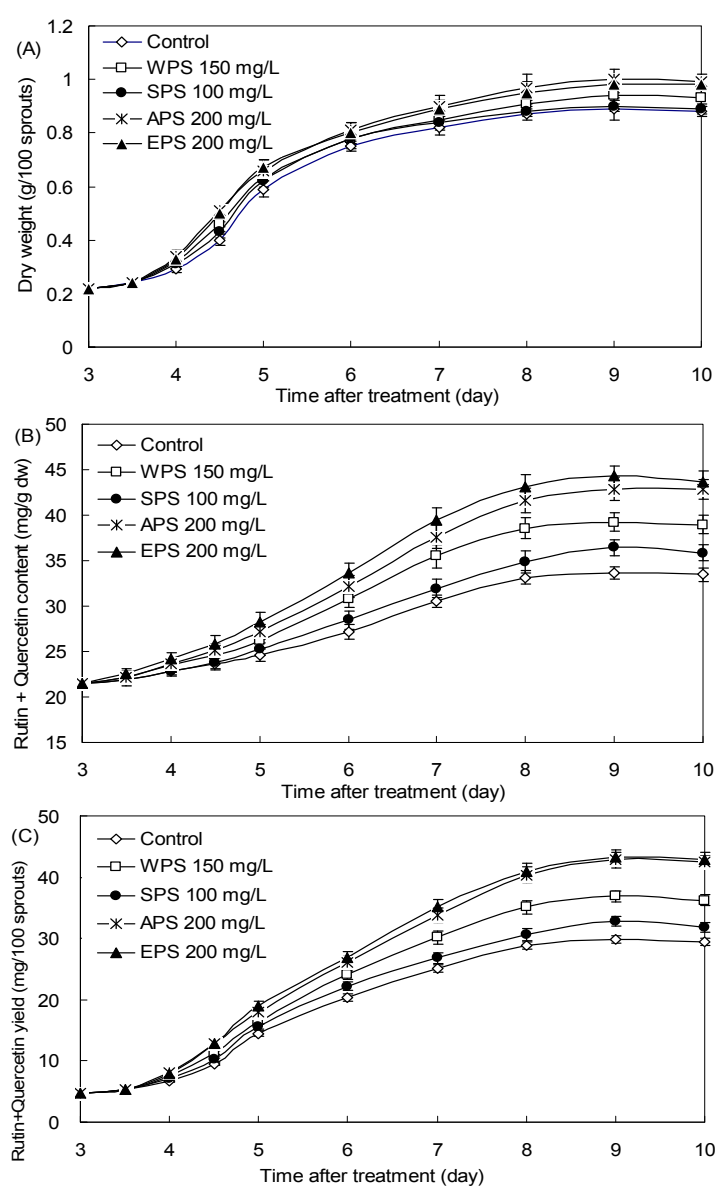 (A)
Control
WPS 150 mg/L
SPS 100 mg/L
APS 200 mg/L
EPS 200 mg/L
Dry weight (g/100 sprouts)
1.2
1
0.8
0.6
0.4
0.2
0
3 4 5 6 7 8 9 10
Time after treatment (day)
(B)
Control
WPS 150 mg/L
SPS 100 mg/L
APS 200 mg/L
EPS 200 mg/L
Rutin + Quercetin content (mg/g dw)
50
45
40
35
30
25
20
15
3 4 5 6 7 8 9 10
Time after treatment (day)
(C)
Control
WPS 150 mg/L
SPS 100 mg/L
APS 200 mg/L
EPS 200 mg/L
Rutin+Quercetin yield (mg/100 sprouts)
50
40
30
20
10
0
3 4 5 6 7 8 9 10
Time after treatment (day)